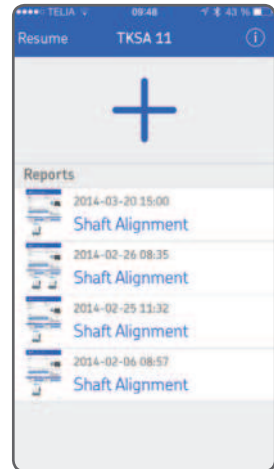 TELIA 09:48 43 %
Resume TKSA 11
Reports
2014-03-20 15:00
Shaft Alignment
2014-02-26 08:35
Shaft Alignment
2014-02-25 11:32
Shaft Alignment
2014-02-06 08:57
Shaft Alignment